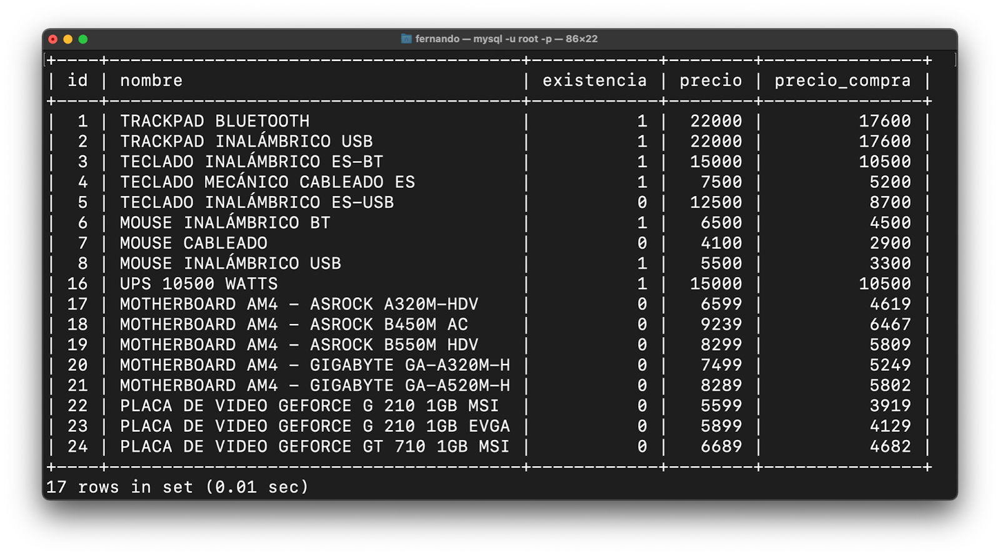 fernando — mysql -u root -p — 86×22
+----+---------------------------------------+------------+--------+---------------+
| id | nombre                                | existencia | precio | precio_compra |
+----+---------------------------------------+------------+--------+---------------+
|  1 | TRACKPAD BLUETOOTH                    |          1 |  22000 |         17600 |
|  2 | TRACKPAD INALÁMBRICO USB              |          1 |  22000 |         17600 |
|  3 | TECLADO INALÁMBRICO ES-BT             |          1 |  15000 |         10500 |
|  4 | TECLADO MECÁNICO CABLEADO ES          |          1 |   7500 |          5200 |
|  5 | TECLADO INALÁMBRICO ES-USB            |          0 |  12500 |          8700 |
|  6 | MOUSE INALÁMBRICO BT                  |          1 |   6500 |          4500 |
|  7 | MOUSE CABLEADO                        |          0 |   4100 |          2900 |
|  8 | MOUSE INALÁMBRICO USB                 |          1 |   5500 |          3300 |
| 16 | UPS 10500 WATTS                       |          1 |  15000 |         10500 |
| 17 | MOTHERBOARD AM4 - ASROCK A320M-HDV    |          0 |   6599 |          4619 |
| 18 | MOTHERBOARD AM4 - ASROCK B450M AC     |          0 |   9239 |          6467 |
| 19 | MOTHERBOARD AM4 - ASROCK B550M HDV    |          0 |   8299 |          5809 |
| 20 | MOTHERBOARD AM4 - GIGABYTE GA-A320M-H |          0 |   7499 |          5249 |
| 21 | MOTHERBOARD AM4 - GIGABYTE GA-A520M-H |          0 |   8289 |          5802 |
| 22 | PLACA DE VIDEO GEFORCE G 210 1GB MSI  |          0 |   5599 |          3919 |
| 23 | PLACA DE VIDEO GEFORCE G 210 1GB EVGA |          0 |   5899 |          4129 |
| 24 | PLACA DE VIDEO GEFORCE GT 710 1GB MSI |          0 |   6689 |          4682 |
+----+---------------------------------------+------------+--------+---------------+
17 rows in set (0.01 sec)